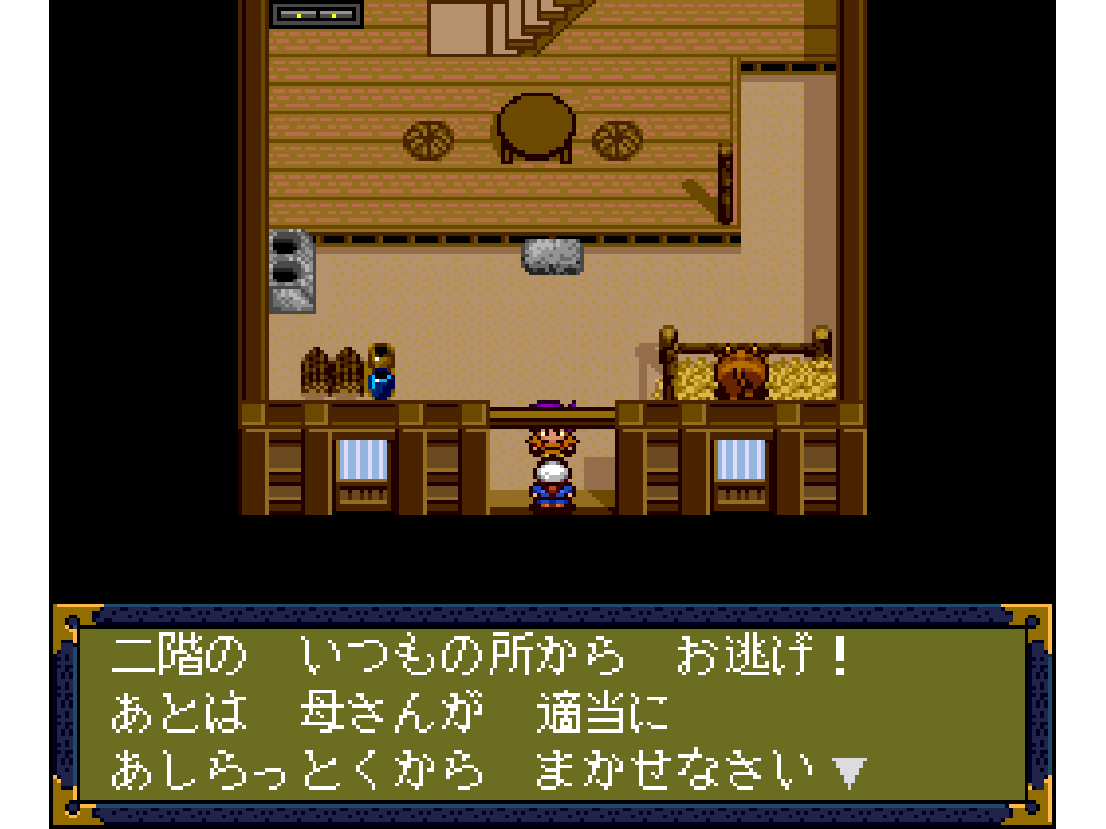 二階の　いつもの所から　お逃げ！
あとは　母さんが　適当に
あしらっとくから　まかせなさい▼